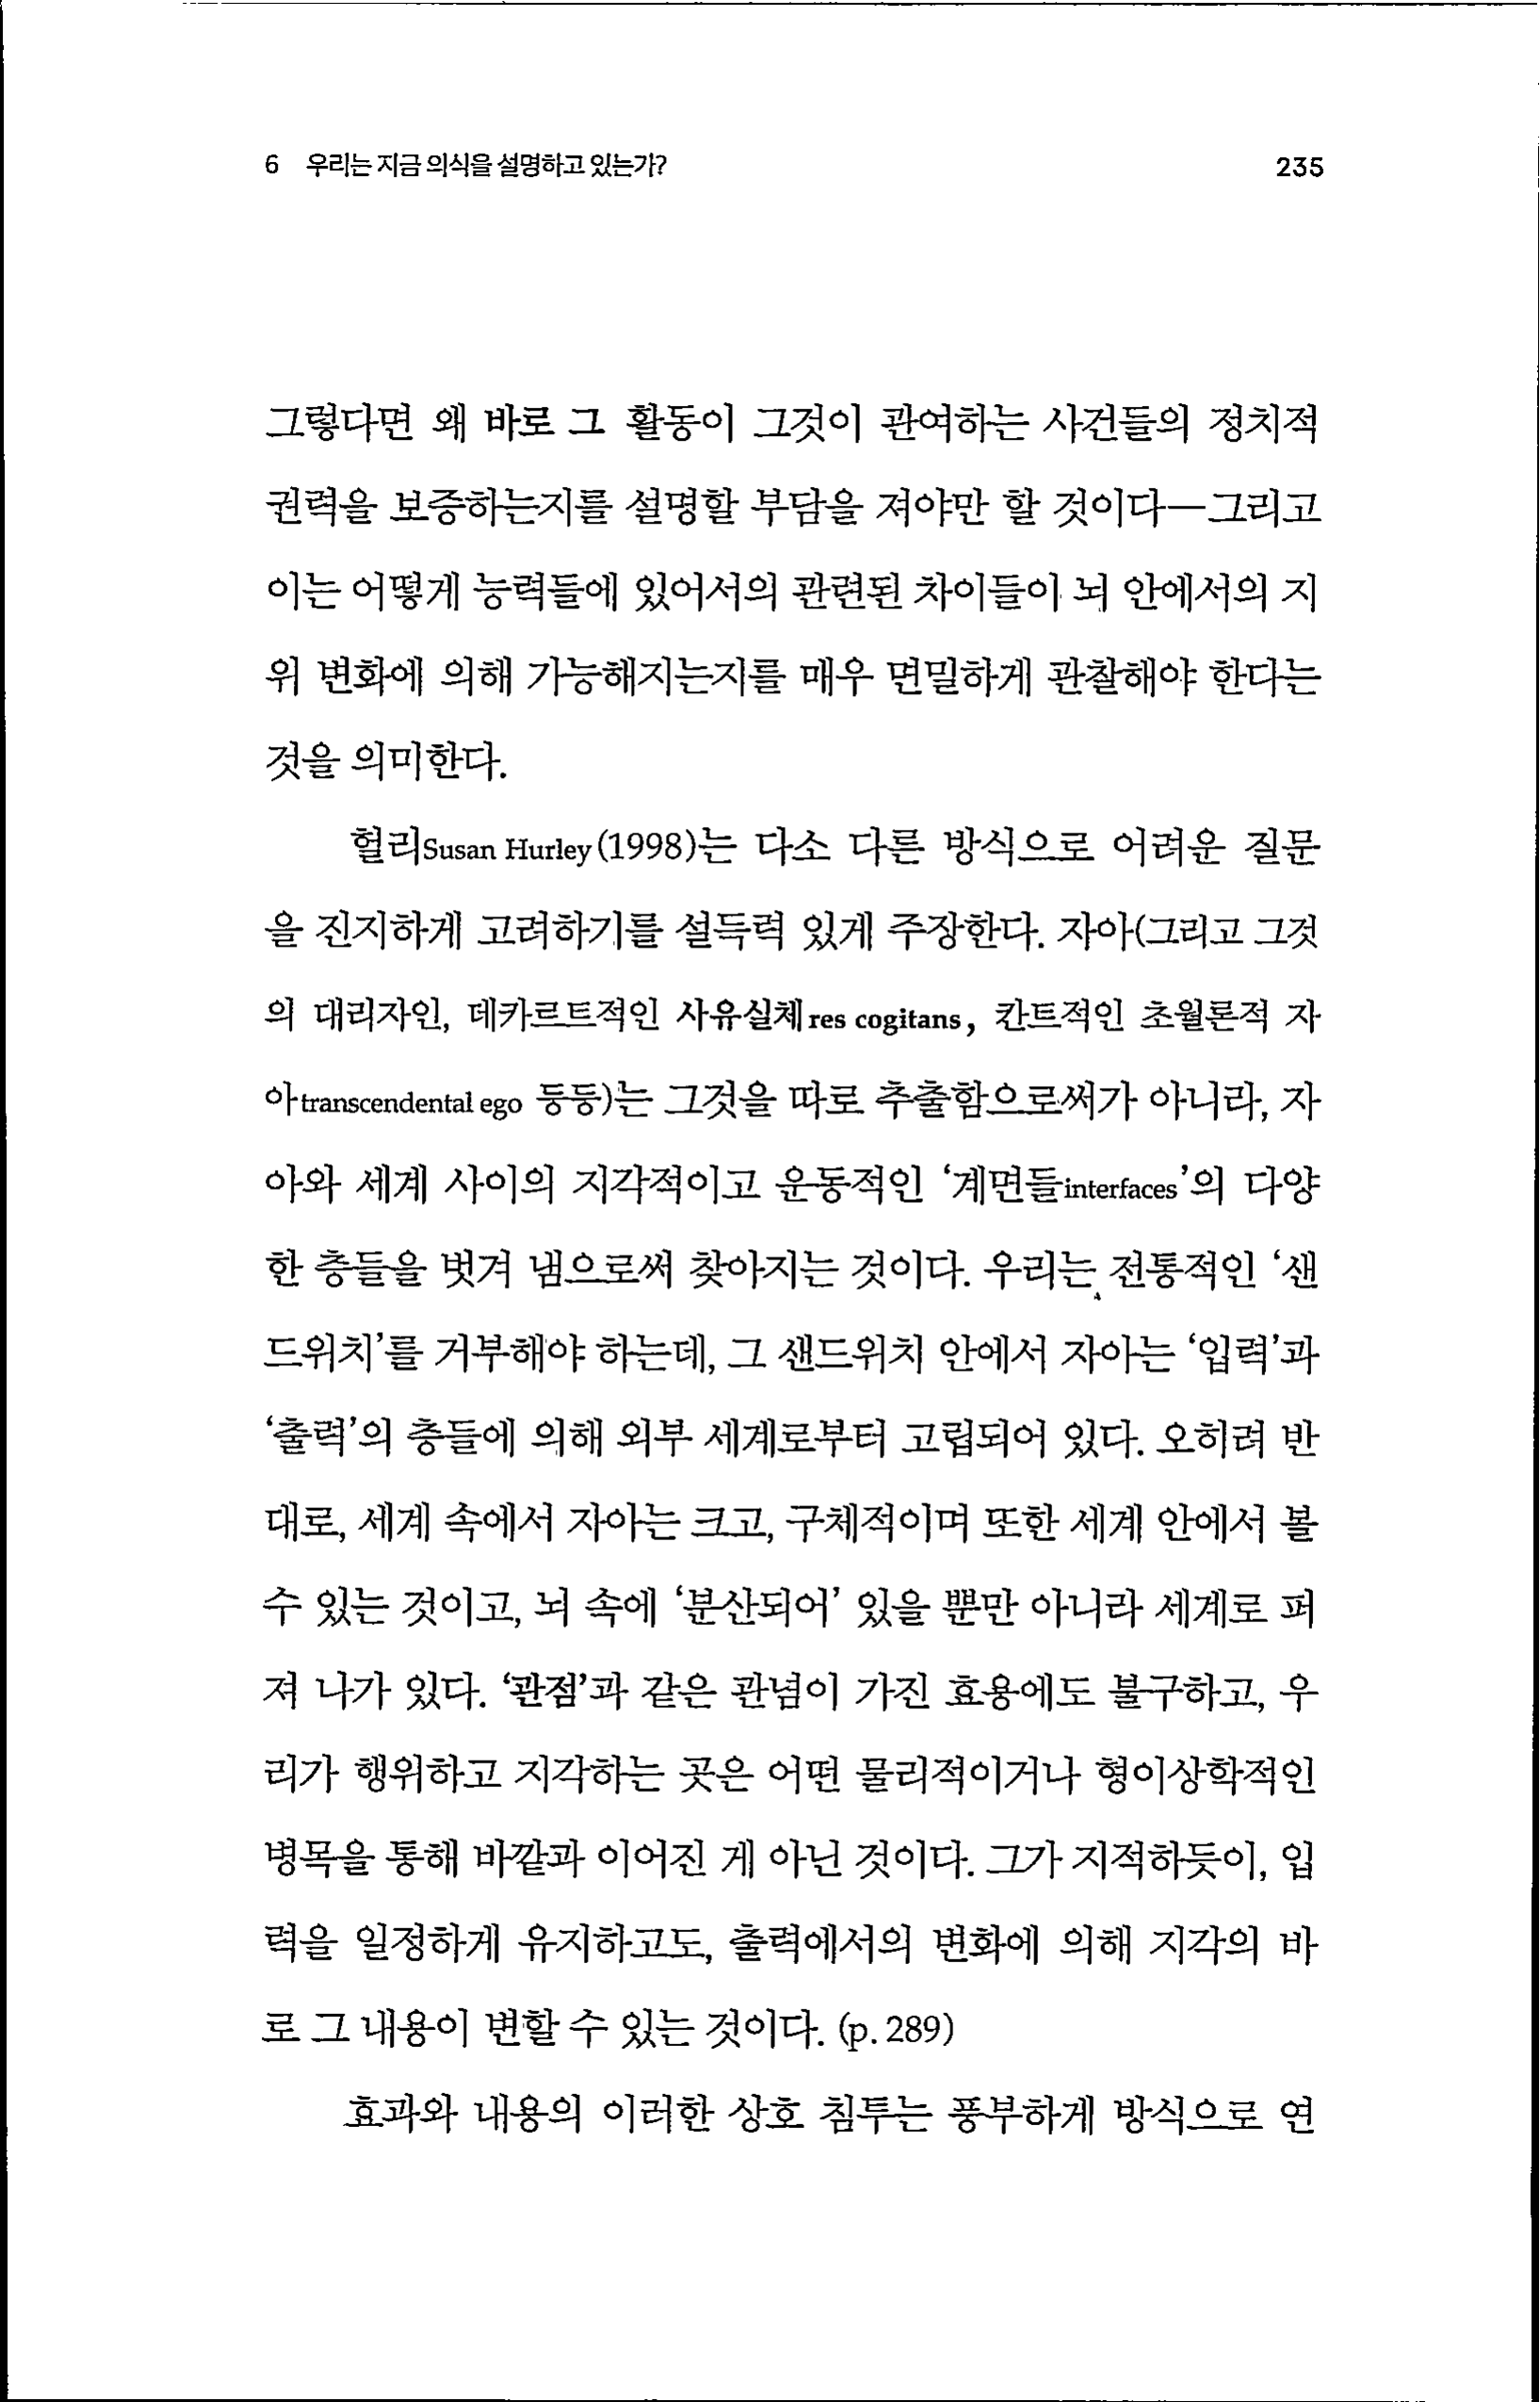 6 우리는 지금 의식을 설명하고 있는가? 235
그렇다면 왜 바로 그 활동이 그것이 관여하는 사건들의 정치적
권력을 보증하는지를 설명할 부담을 져야만 할 것이다—그리고
이는 어떻게 능력들에 있어서의 관련된 차이들이 뇌 안에서의 지
위 변화에 의해 가능해지는지를 매우 면밀하게 관찰해야 한다는
것을 의미한다.
헐리Susan Hurley(1998)는 다소 다른 방식으로 어려운 질문
을 진지하게 고려하기를 설득력 있게 주장한다. 자아(그리고 그것
의 대리자인, 데카르트적인 사유실체res cogitans, 칸트적인 초월론적 자
아transcendental ego 등등)는 그것을 따로 추출함으로써가 아니라, 자
아와 세계 사이의 지각적이고 운동적인 ‘계면들interfaces’의 다양
한 층들을 벗겨 냄으로써 찾아지는 것이다. 우리는 전통적인 ‘샌
드위치’를 거부해야 하는데, 그 샌드위치 안에서 자아는 ‘입력’과
‘출력’의 층들에 의해 외부 세계로부터 고립되어 있다. 오히려 반
대로, 세계 속에서 자아는 크고, 구체적이며 또한 세계 안에서 볼
수 있는 것이고, 뇌 속에 ‘분산되어’ 있을 뿐만 아니라 세계로 퍼
져 나가 있다. ‘관점’과 같은 관념이 가진 효용에도 불구하고, 우
리가 행위하고 지각하는 곳은 어떤 물리적이거나 형이상학적인
병목을 통해 바깥과 이어진 게 아닌 것이다. 그가 지적하듯이, 입
력을 일정하게 유지하고도, 출력에서의 변화에 의해 지각의 바
로 그 내용이 변할 수 있는 것이다. (p. 289)
효과와 내용의 이러한 상호 침투는 풍부하게 방식으로 연